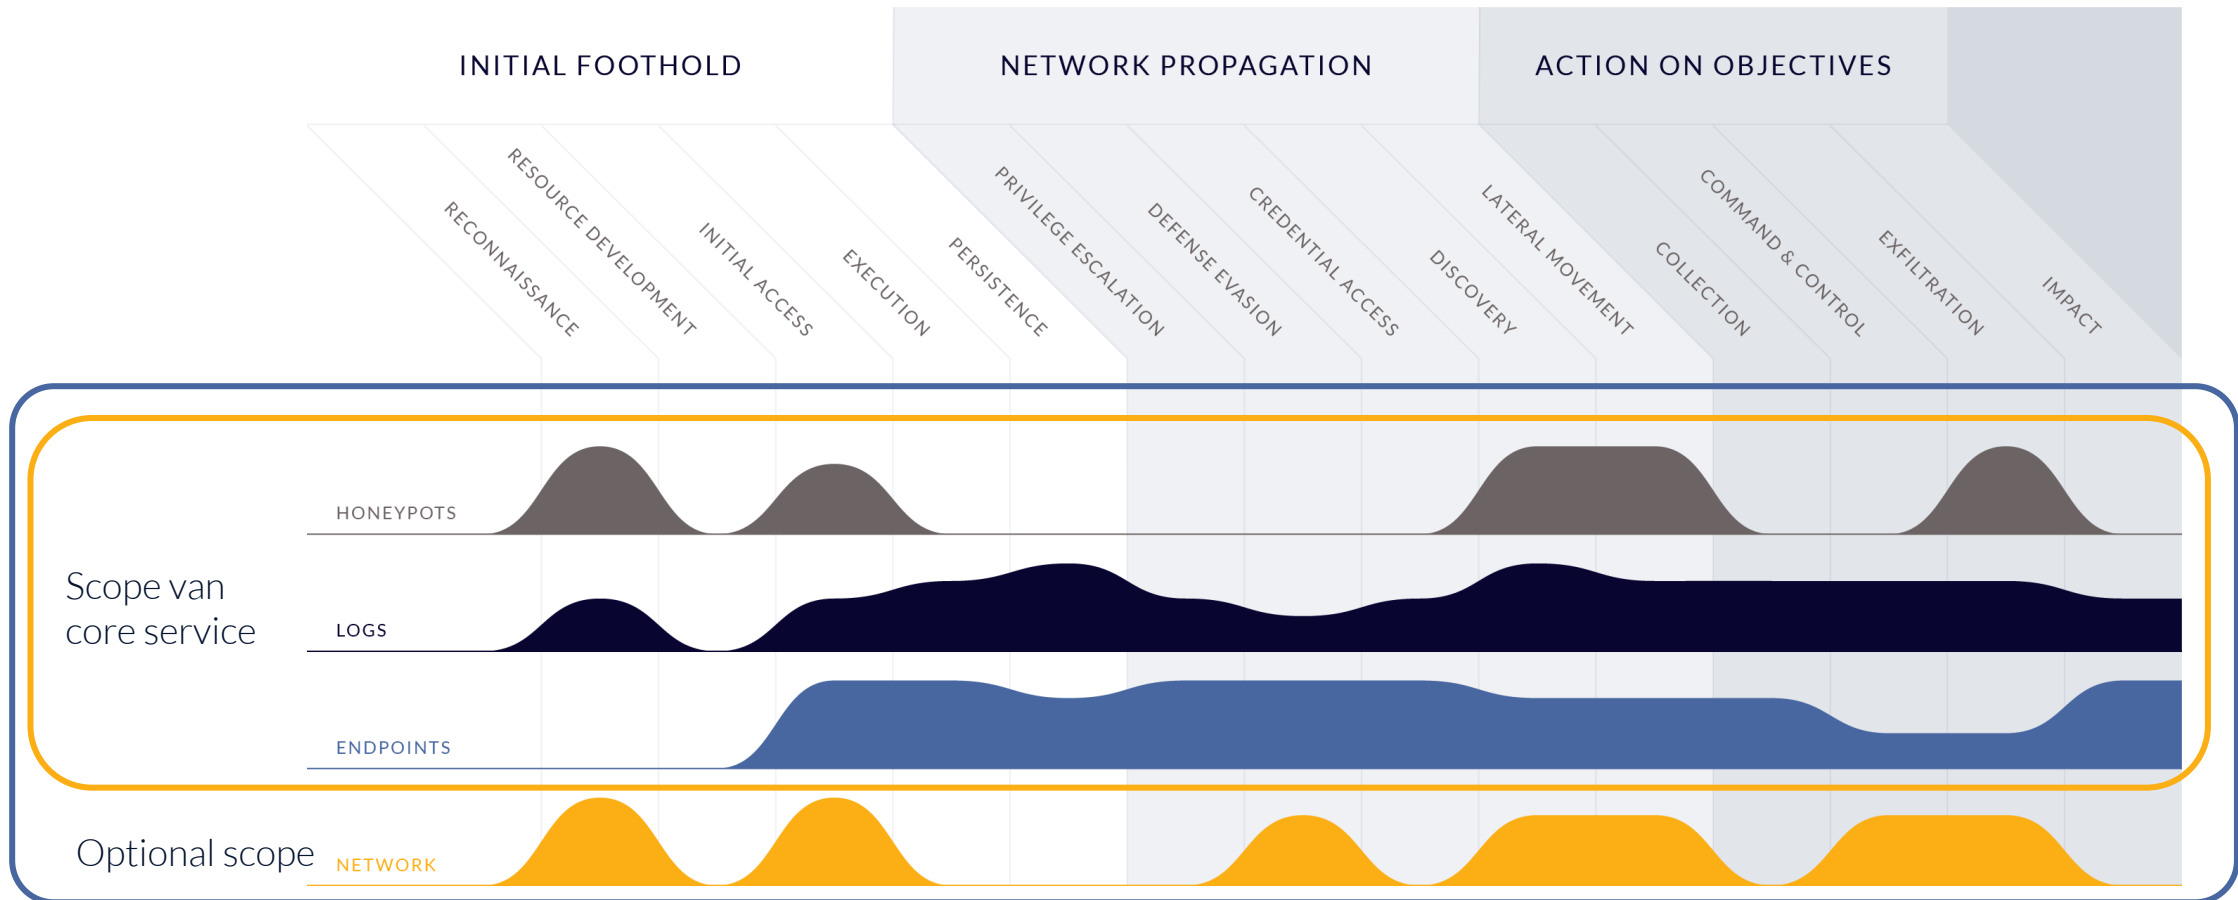 INITIAL FOOTHOLD
NETWORK PROPAGATION
ACTION ON OBJECTIVES
RECONNAISSANCE
RESOURCE DEVELOPMENT
INITIAL ACCESS
EXECUTION
PERSISTENCE
PRIVILEGE ESCALATION
DEFENSE EVASION
CREDENTIAL ACCESS
DISCOVERY
LATERAL MOVEMENT
COLLECTION
COMMAND & CONTROL
EXFILTRATION
IMPACT
HONEYPOTS
Scope van
core service
LOGS
ENDPOINTS
Optional scope
NETWORK